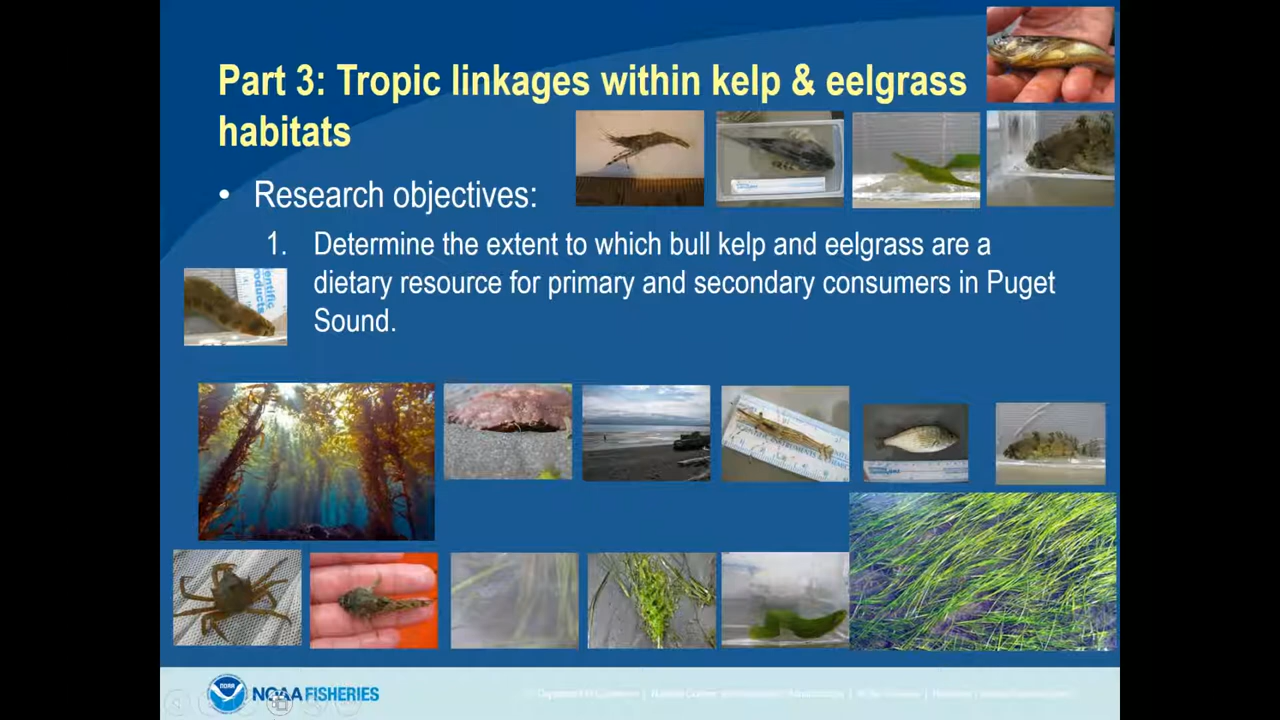 Part 3: Tropic linkages within kelp & eelgrass
habitats
• Research objectives:
1. Determine the extent to which bull kelp and eelgrass are a
dietary resource for primary and secondary consumers in Puget
Sound.
NOAA FISHERIES